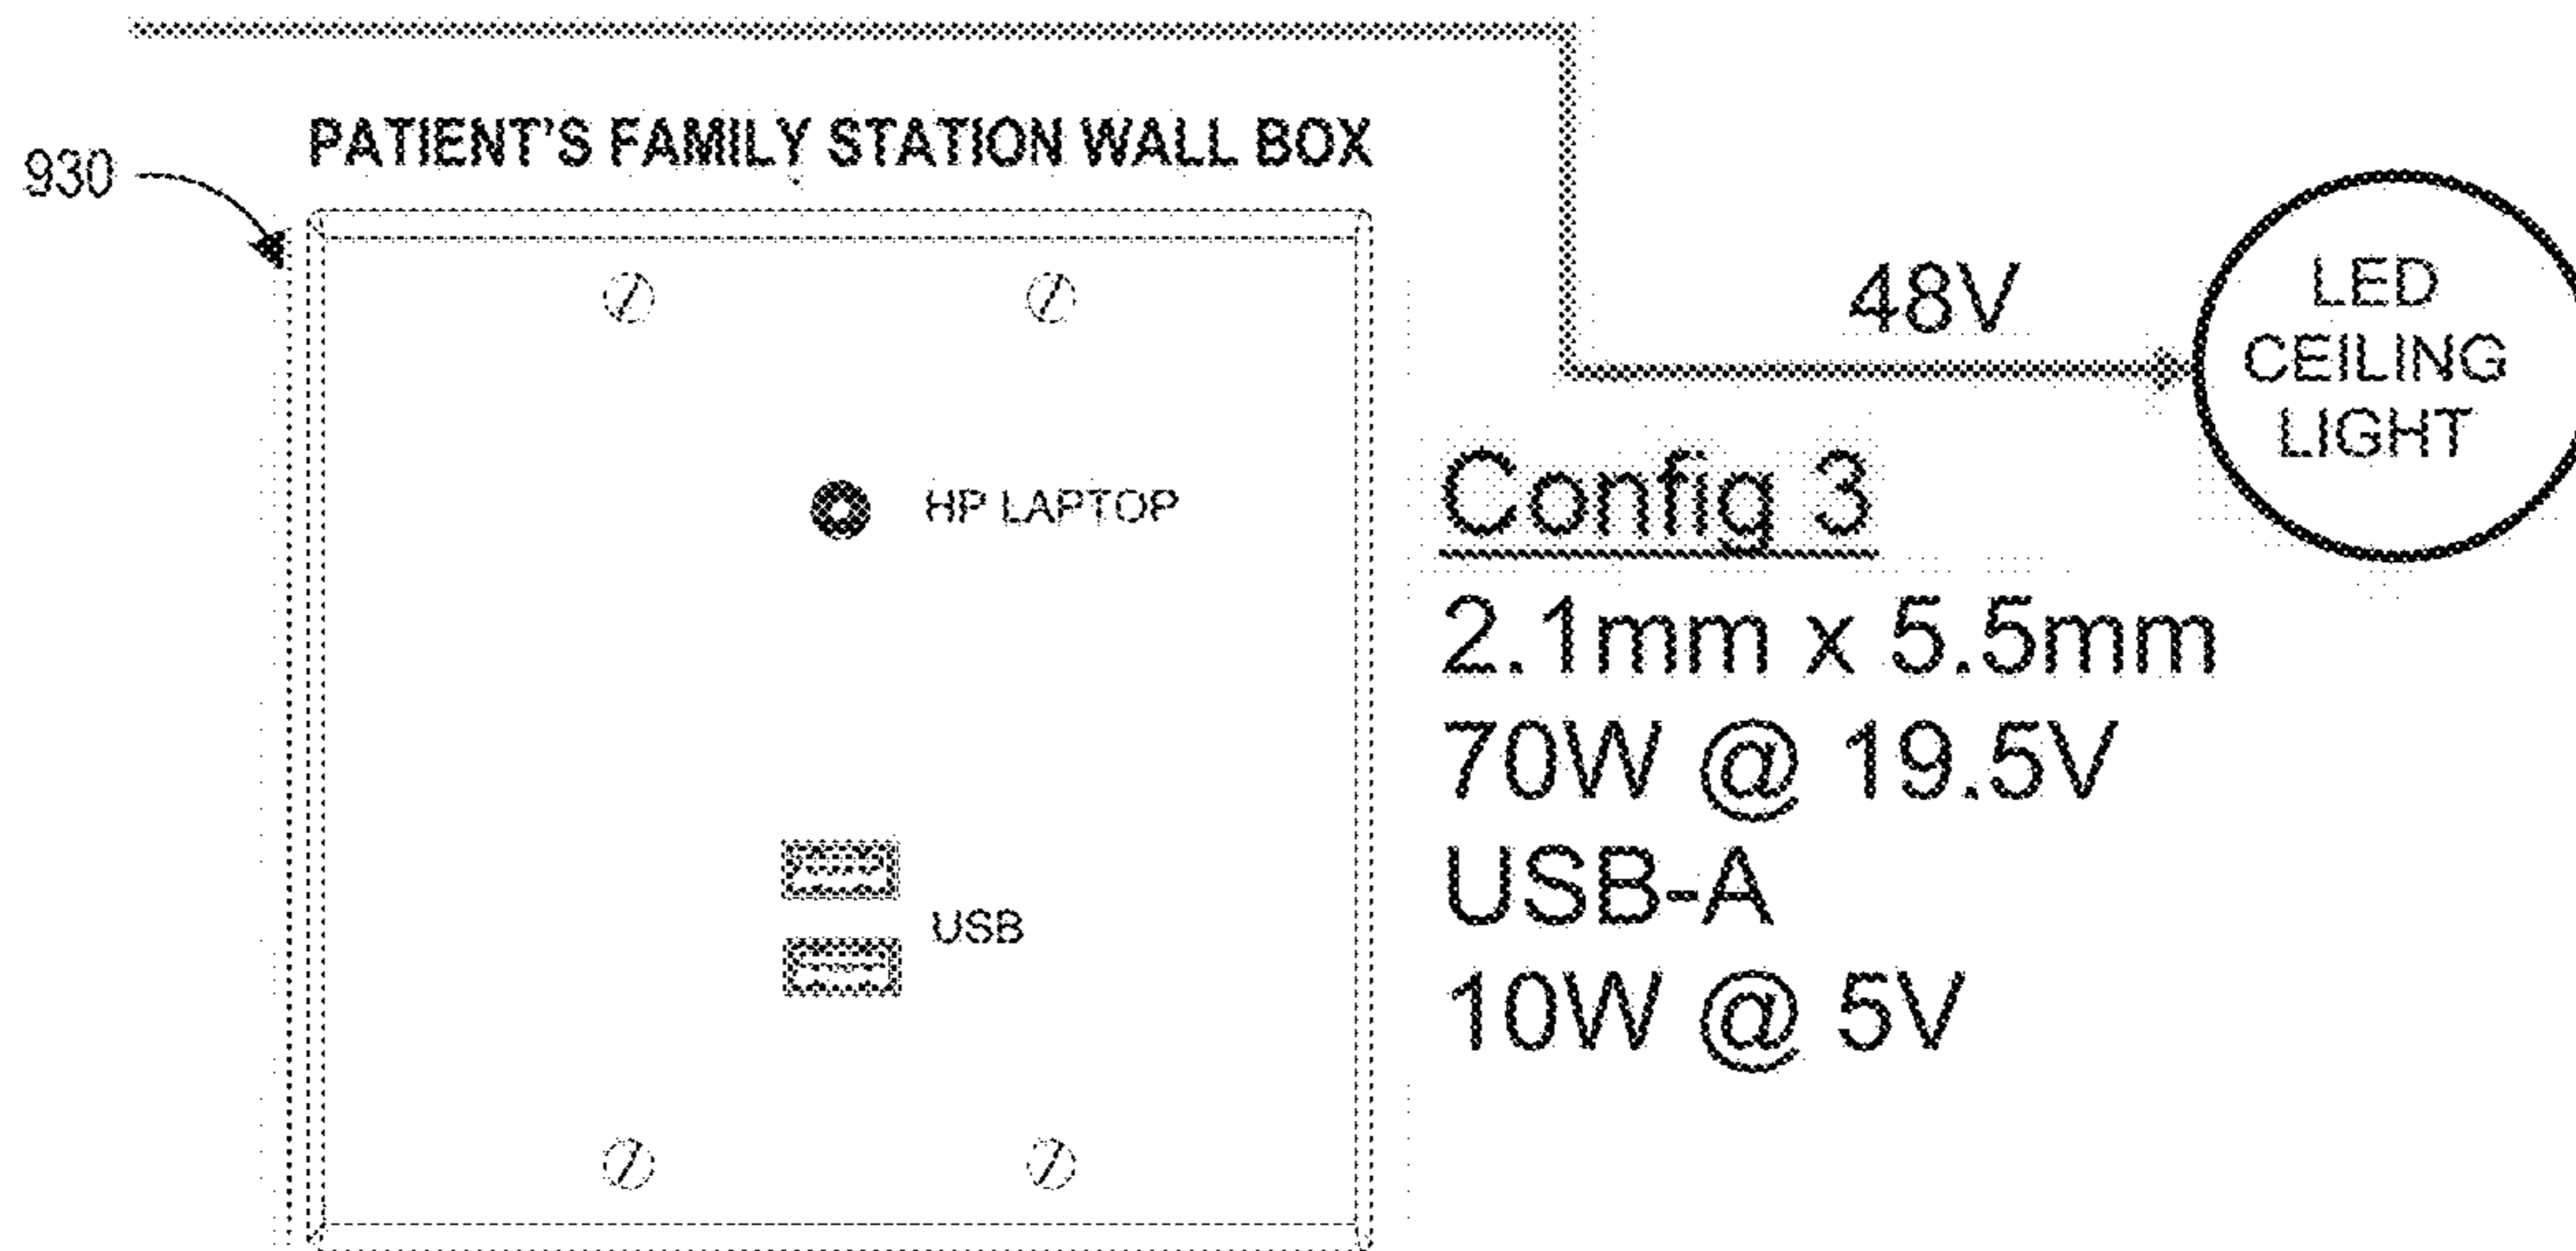 PATIENT'S FAMILY STATION WALL BOX
930
48V
LED
CEILING
LIGHT
HP LAPTOP
USB
Config 3
2.1mm x 5.5mm
70W @ 19.5V
USB-A
10W @ 5V